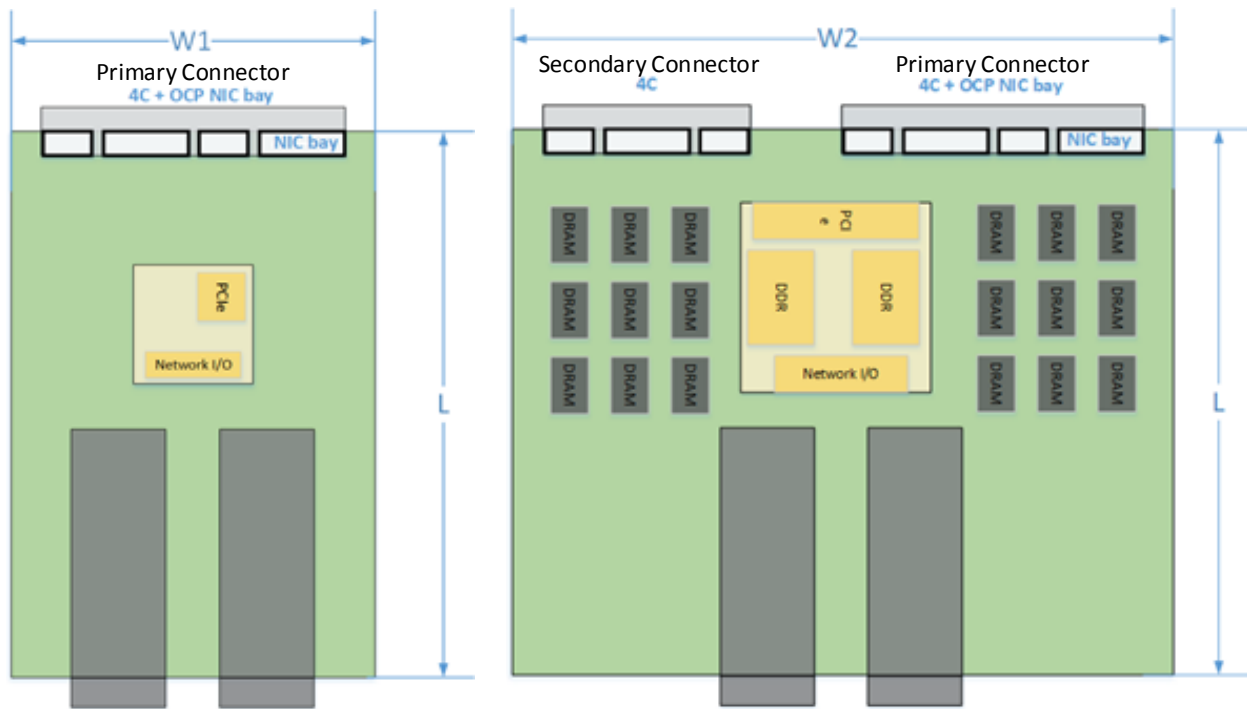 W1
Primary Connector
4C + OCP NIC bay
NIC bay
PCIe
Network I/O
L
W2
Secondary Connector
4C
Primary Connector
4C + OCP NIC bay
NIC bay
DRAM DRAM DRAM
DRAM DRAM DRAM
DRAM DRAM DRAM
PCI
e
DDR
DDR
Network I/O
DRAM DRAM DRAM
DRAM DRAM DRAM
DRAM DRAM DRAM
L